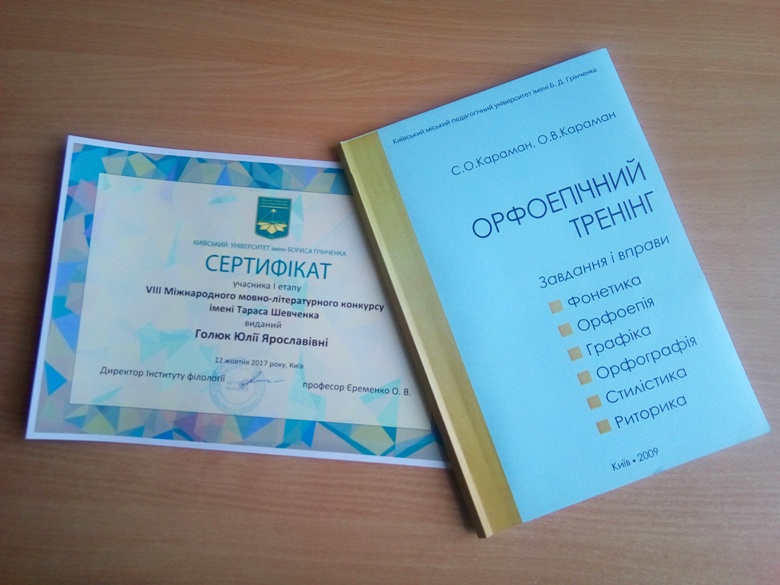 КИЇВСЬКИЙ УНІВЕРСИТЕТ імені БОРИСА ГРІНЧЕНКА
СЕРТИФІКАТ
учасника І етапу
VIII Міжнародного мовно-літературного конкурсу
імені Тараса Шевченка
виданий
Голюк Юлії Ярославівні
12 жовтня 2017 року, Київ
Директор Інституту філології професор Єременко О. В.
Київський міський педагогічний університет імені Б. Д. Грінченка
С.О.Караман, О.В.Караман
ОРФОЕПІЧНИЙ
ТРЕНІНГ
Завдання і вправи
Фонетика
Орфоепія
Графіка
Орфографія
Стилістика
Риторика
Київ • 2009